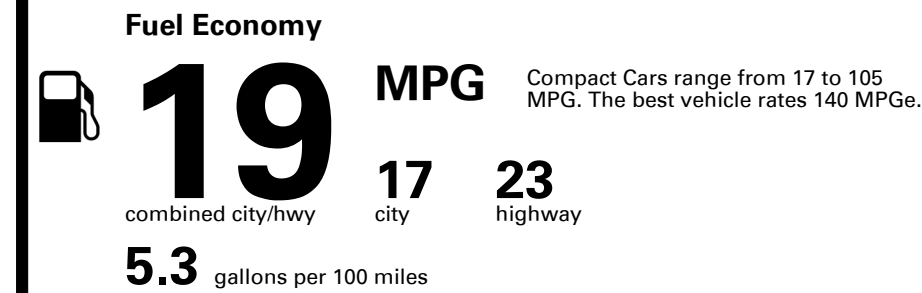 Fuel Economy
19 MPG
Compact Cars range from 17 to 105
MPG. The best vehicle rates 140 MPGe.
17 23
combined city/hwy city highway
5.3 gallons per 100 miles